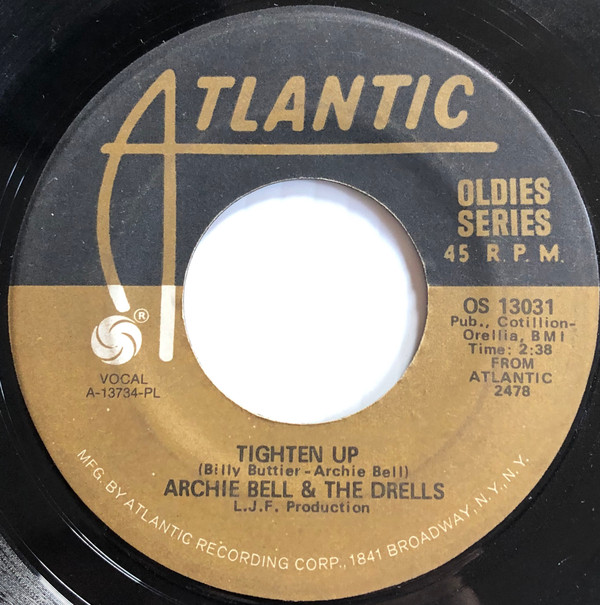 ATLANTIC
OLDIES
SERIES
45 R.P.M.
®
VOCAL
A-13734-PL
OS 13031
Pub., Cotillion-
Orellia, BMI
Time: 2:38
FROM
ATLANTIC
2478
TIGHTEN UP
(Billy Buttier-Archie Bell)
ARCHIE BELL & THE DRELLS
L.J.F. Production
MFG. BY ATLANTIC RECORDING CORP., 1841 BROADWAY, N.Y., N.Y.